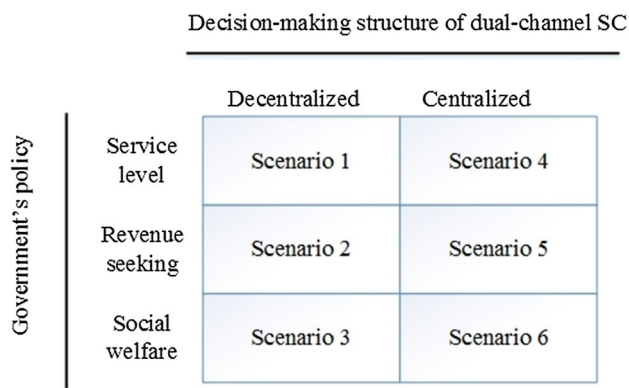 Decision-making structure of dual-channel SC
Decentralized Centralized
Government's policy
Service
level
Scenario 1 Scenario 4
Revenue
seeking
Scenario 2 Scenario 5
Social
welfare
Scenario 3 Scenario 6